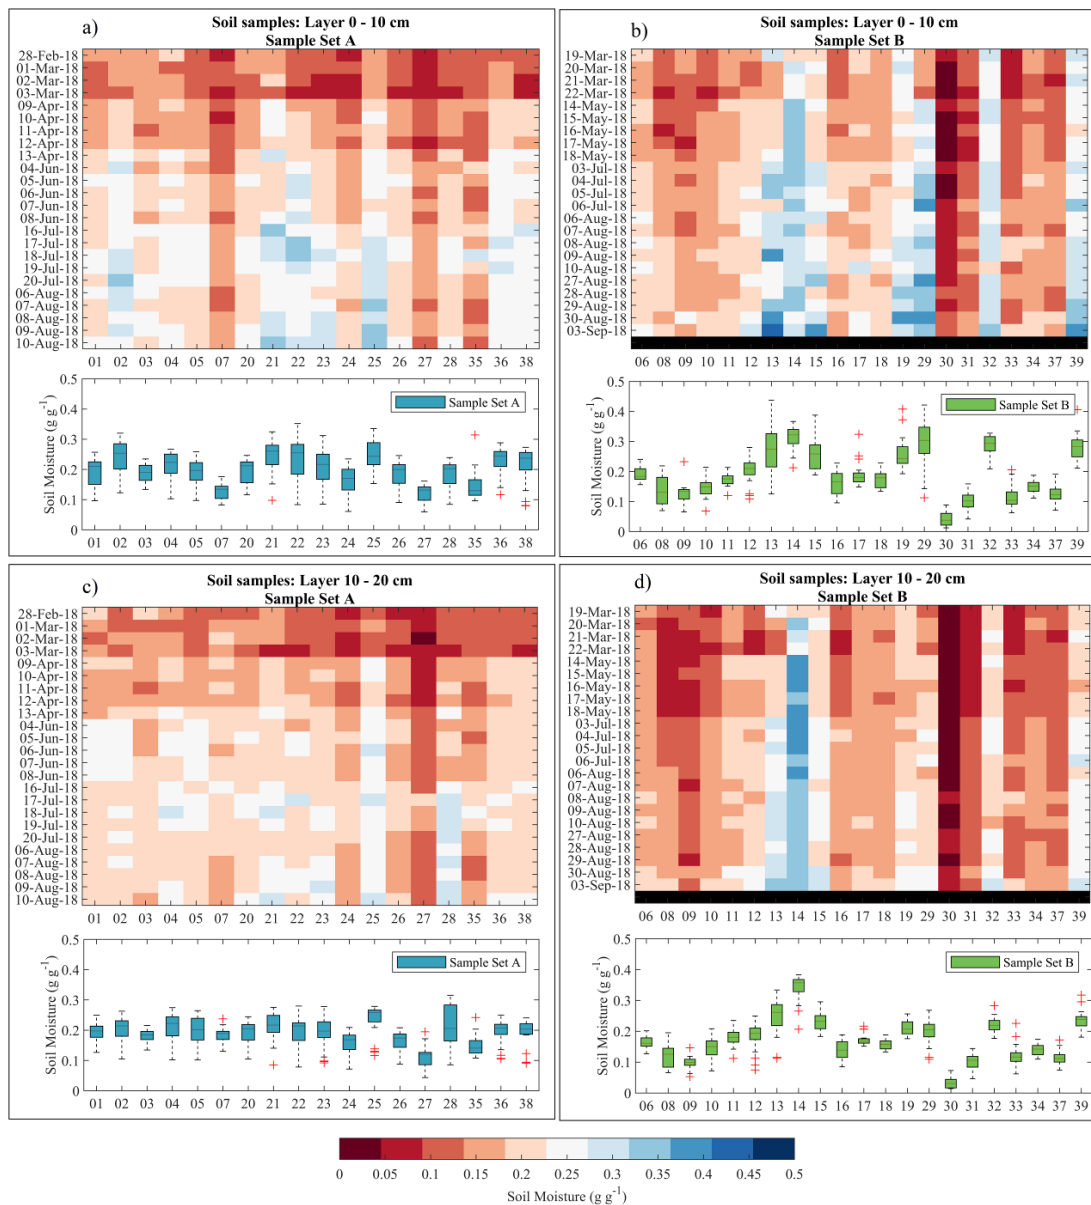 a)
Soil samples: Layer 0 - 10 cm
Sample Set A
28-Feb-18
01-Mar-18
02-Mar-18
03-Mar-18
09-Apr-18
10-Apr-18
11-Apr-18
12-Apr-18
13-Apr-18
04-Jun-18
05-Jun-18
06-Jun-18
07-Jun-18
08-Jun-18
16-Jul-18
17-Jul-18
18-Jul-18
19-Jul-18
20-Jul-18
06-Aug-18
07-Aug-18
08-Aug-18
09-Aug-18
10-Aug-18
01 02 03 04 05 07 20 21 22 23 24 25 26 27 28 35 36 38
0.5
0.4
0.3
0.2
0.1
0
Soil Moisture (g g-1)
Sample Set A
01 02 03 04 05 07 20 21 22 23 24 25 26 27 28 35 36 38
b)
Soil samples: Layer 0 - 10 cm
Sample Set B
19-Mar-18
20-Mar-18
21-Mar-18
22-Mar-18
14-May-18
15-May-18
16-May-18
17-May-18
18-May-18
03-Jul-18
04-Jul-18
05-Jul-18
06-Jul-18
06-Aug-18
07-Aug-18
08-Aug-18
09-Aug-18
10-Aug-18
27-Aug-18
28-Aug-18
29-Aug-18
30-Aug-18
03-Sep-18
06 08 09 10 11 12 13 14 15 16 17 18 19 29 30 31 32 33 34 37 39
0.5
0.4
0.3
0.2
0.1
0
Soil Moisture (g g-1)
Sample Set B
06 08 09 10 11 12 13 14 15 16 17 18 19 29 30 31 32 33 34 37 39
c)
Soil samples: Layer 10 - 20 cm
Sample Set A
28-Feb-18
01-Mar-18
02-Mar-18
03-Mar-18
09-Apr-18
10-Apr-18
11-Apr-18
12-Apr-18
13-Apr-18
04-Jun-18
05-Jun-18
06-Jun-18
07-Jun-18
08-Jun-18
16-Jul-18
17-Jul-18
18-Jul-18
19-Jul-18
20-Jul-18
06-Aug-18
07-Aug-18
08-Aug-18
09-Aug-18
10-Aug-18
01 02 03 04 05 07 20 21 22 23 24 25 26 27 28 35 36 38
0.5
0.4
0.3
0.2
0.1
0
Soil Moisture (g g-1)
Sample Set A
01 02 03 04 05 07 20 21 22 23 24 25 26 27 28 35 36 38
d)
Soil samples: Layer 10 - 20 cm
Sample Set B
19-Mar-18
20-Mar-18
21-Mar-18
22-Mar-18
14-May-18
15-May-18
16-May-18
17-May-18
18-May-18
03-Jul-18
04-Jul-18
05-Jul-18
06-Jul-18
06-Aug-18
07-Aug-18
08-Aug-18
09-Aug-18
10-Aug-18
27-Aug-18
28-Aug-18
29-Aug-18
03-Sep-18
06 08 09 10 11 12 13 14 15 16 17 18 19 29 30 31 32 33 34 37 39
0.5
0.4
0.3
0.2
0.1
0
Soil Moisture (g g-1)
Sample Set B
06 08 09 10 11 12 13 14 15 16 17 18 19 29 30 31 32 33 34 37 39
0 0.05 0.1 0.15 0.2 0.25 0.3 0.35 0.4 0.45 0.5
Soil Moisture (g g-1)